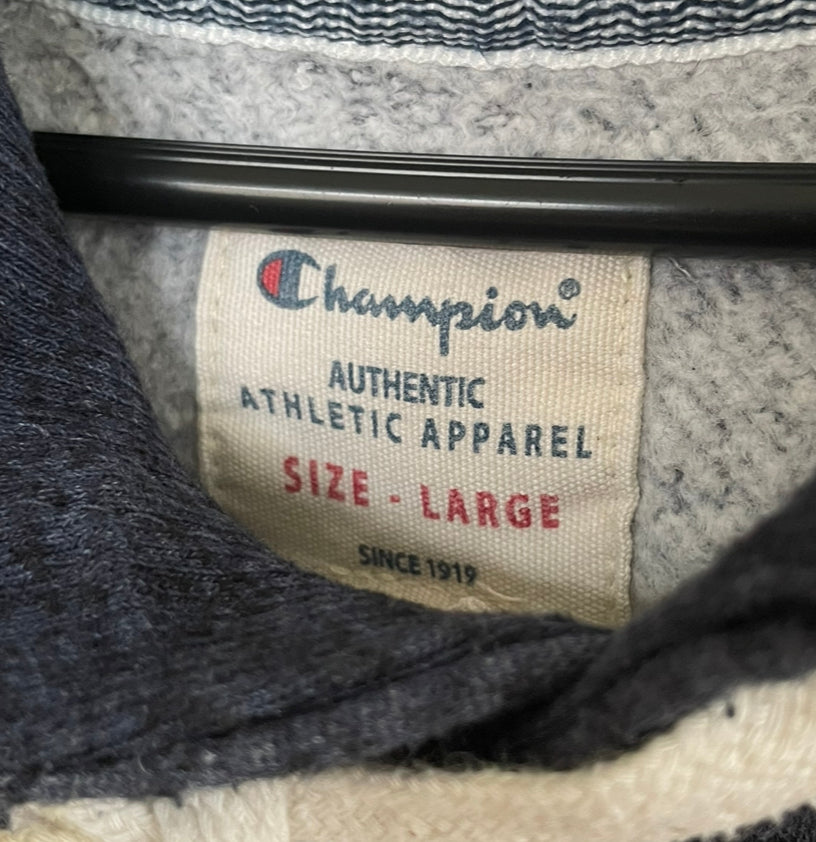 Champion®
AUTHENTIC
ATHLETIC APPAREL
SIZE - LARGE
SINCE 1919